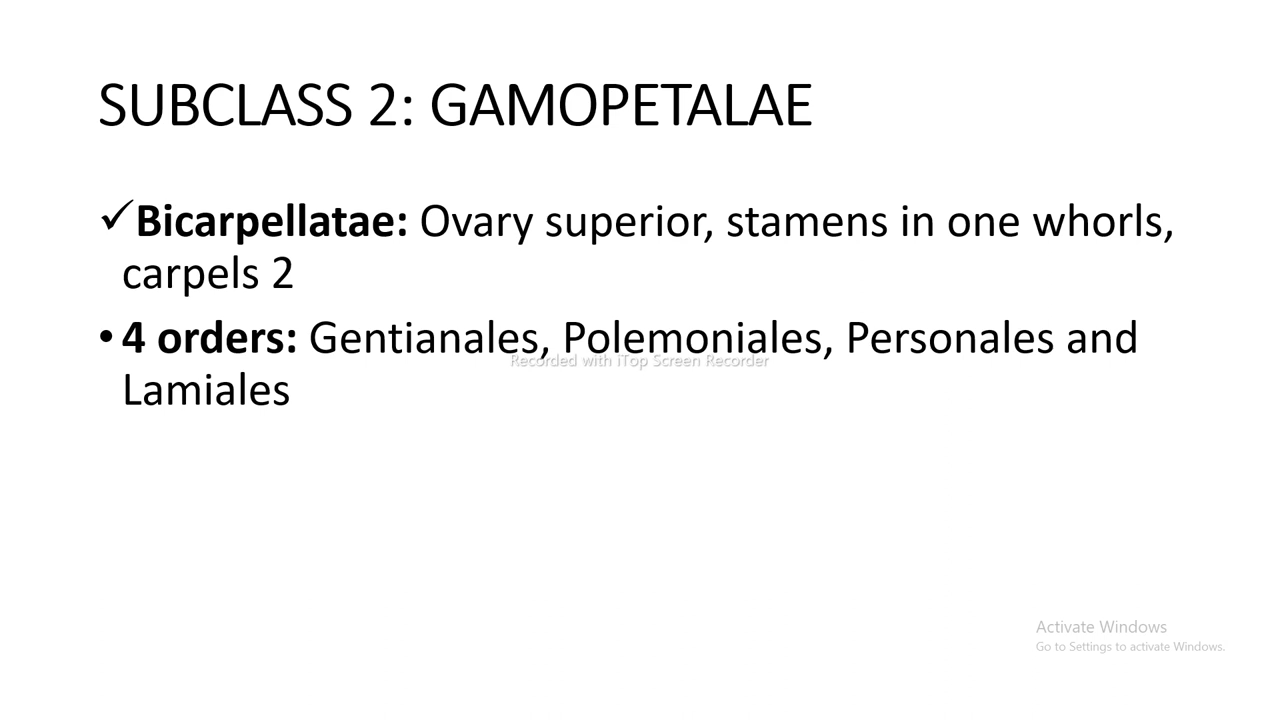 SUBCLASS 2: GAMOPETALAE
✓Bicarpellatae: Ovary superior, stamens in one whorls,
carpels 2
• 4 orders: Gentianales, Polemoniales, Personales and
Recorded with iTop Screen Recorder
Lamiales
Activate Windows
Go to Settings to activate Windows.